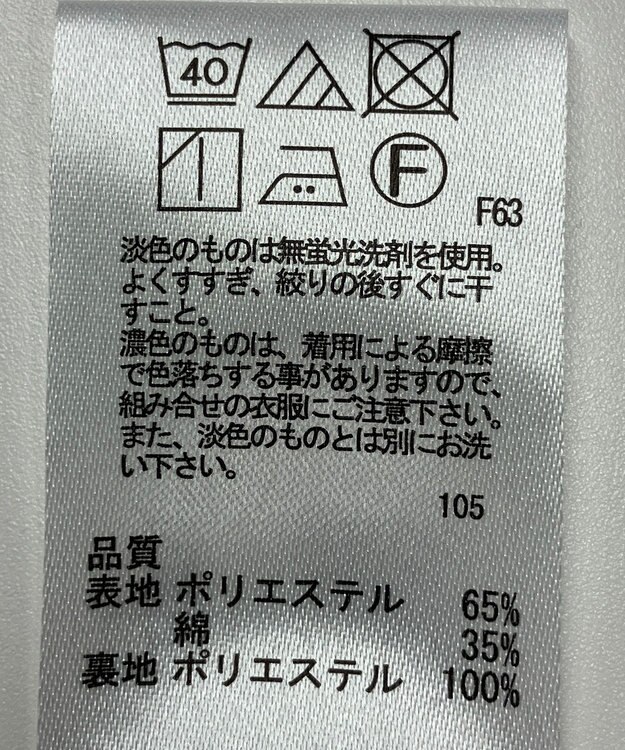 40
F
F63
淡色のものは無蛍光洗剤を使用。
よくすすぎ、絞りの後すぐに干
すこと。
濃色のものは、着用による摩擦
で色落ちする事がありますので、
組み合せの衣服にご注意下さい。
また、淡色のものとは別にお洗
い下さい。
105
品質
表地 ポリエステル 65%
綿 35%
裏地 ポリエステル 100%